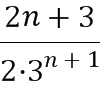 2n + 3
2·3^{n + 1}